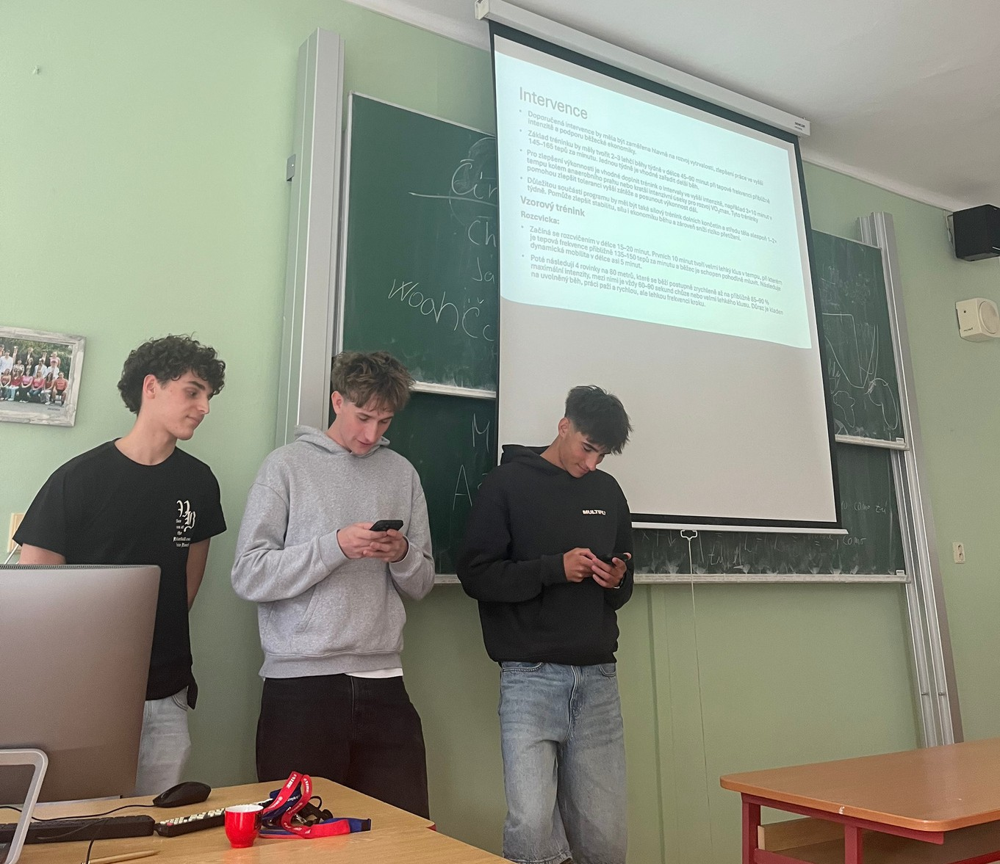 Intervence
• Doporučená intervence by měla být zaměřena hlavně na rozvoj vytrvalosti, zlepšení práce ve vyšší
intenzitě a podporu běžecké ekonomiky.
• Základ tréninku by měly tvořit 2–3 lehčí běhy týdně v délce 45–90 minut při tepové frekvenci přibližně
145–165 tepů za minutu. Jednou týdně je vhodné zařadit delší běh.
• Pro zlepšení výkonnosti je vhodné doplnit trénink o intervaly ve vyšší intenzitě, například 3×10 minut v
tempu kolem anaerobního prahu nebo kratší intenzivní úseky pro rozvoj VO₂max. Tyto tréninky
pomohou zlepšit toleranci vyšší zátěže a posunout výkonnost dál.
• Důležitou součástí programu by měl být také silový trénink dolních končetin a středu těla alespoň 1–2×
týdně. Pomůže zlepšit stabilitu, sílu i ekonomiku běhu a zároveň sníží riziko přetížení.
Vzorový trénink
Rozcvička:
• Začíná se rozcvičením v délce 15–20 minut. Prvních 10 minut tvoří velmi lehký klus v tempu, při kterém
je tepová frekvence přibližně 135–150 tepů za minutu a běžec je schopen pohodlně mluvit. Následuje
dynamická mobilita v délce asi 5 minut.
• Poté následují 4 rovinky na 80 metrů, které se běží postupně zrychleně až na přibližně 85–90 %
maximální intenzity, mezi nimi je vždy 60–90 sekund chůze nebo velmi lehkého klusu. Důraz je kladen
na uvolněný běh, práci paží a rychlou, ale lehkou frekvenci kroku.
Čín
Ch
Ja
Woah Čc
M
A
como tú
como
tú
MULTIPLY